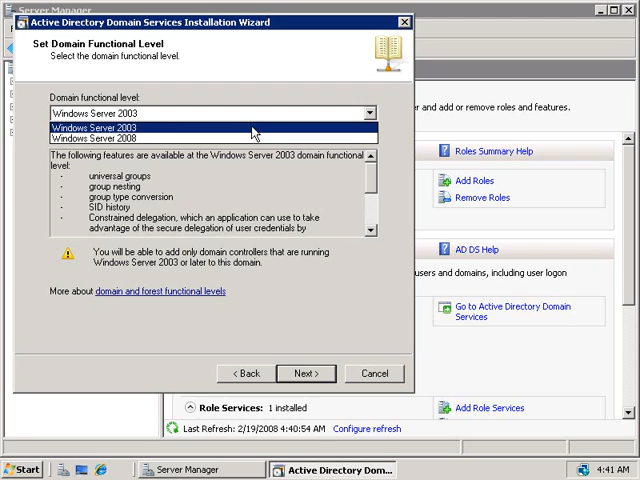 Server Manager
Active Directory Domain Services Installation Wizard
Set Domain Functional Level
Select the domain functional level.
Domain functional level:
Windows Server 2003
Windows Server 2003
Windows Server 2008
The following features are available at the Windows Server 2003 domain functional
level:
- universal groups
- group nesting
- group type conversion
- SID history
- Constrained delegation, which an application can use to take
advantage of the secure delegation of user credentials by
You will be able to add only domain controllers that are running
Windows Server 2003 or later to this domain.
More about domain and forest functional levels
< Back
Next >
Cancel
er and add or remove roles and features.
Roles Summary Help
Add Roles
Remove Roles
AD DS Help
users and domains, including user logon
Go to Active Directory Domain
Services
Role Services: 1 installed
Add Role Services
Last Refresh: 2/19/2008 4:40:54 AM Configure refresh
Start
Server Manager
Active Directory Dom...
4:41 AM